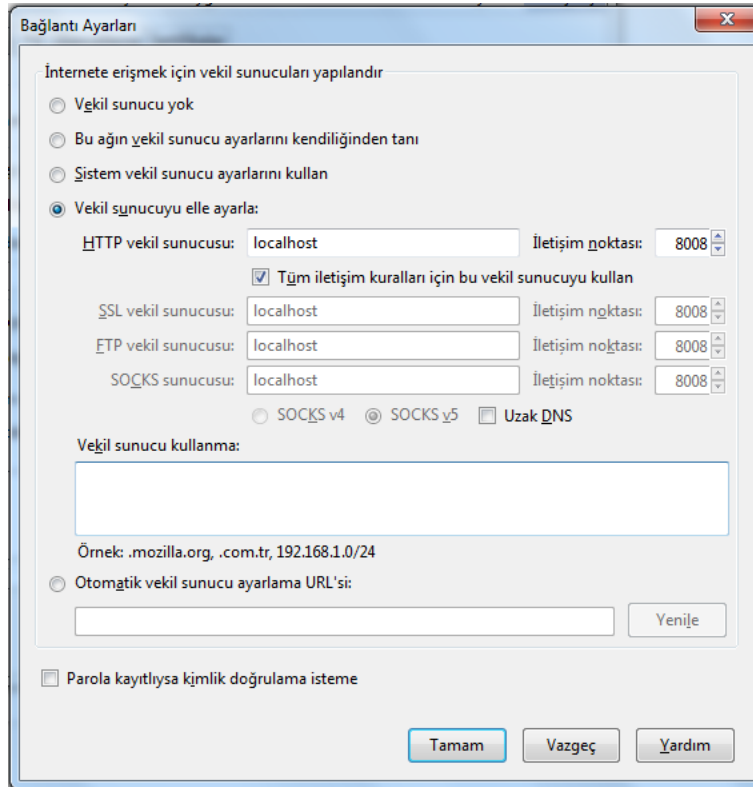 Bağlantı Ayarları
İnternete erişmek için vekil sunucuları yapılandır
Vekil sunucu yok
Bu ağın vekil sunucu ayarlarını kendiliğinden tanı
Sistem vekil sunucu ayarlarını kullan
Vekil sunucuyu elle ayarla:
HTTP vekil sunucusu: localhost İletişim noktası: 8008
Tüm iletişim kuralları için bu vekil sunucuyu kullan
SSL vekil sunucusu: localhost İletişim noktası: 8008
FTP vekil sunucusu: localhost İletişim noktası: 8008
SOCKS sunucusu: localhost İletişim noktası: 8008
SOCKS v4 SOCKS v5 Uzak DNS
Vekil sunucu kullanma:
Örnek: .mozilla.org, .com.tr, 192.168.1.0/24
Otomatik vekil sunucu ayarlama URL'si:
Yenile
Parola kayıtlıysa kimlik doğrulama isteme
Tamam Vazgeç Yardım